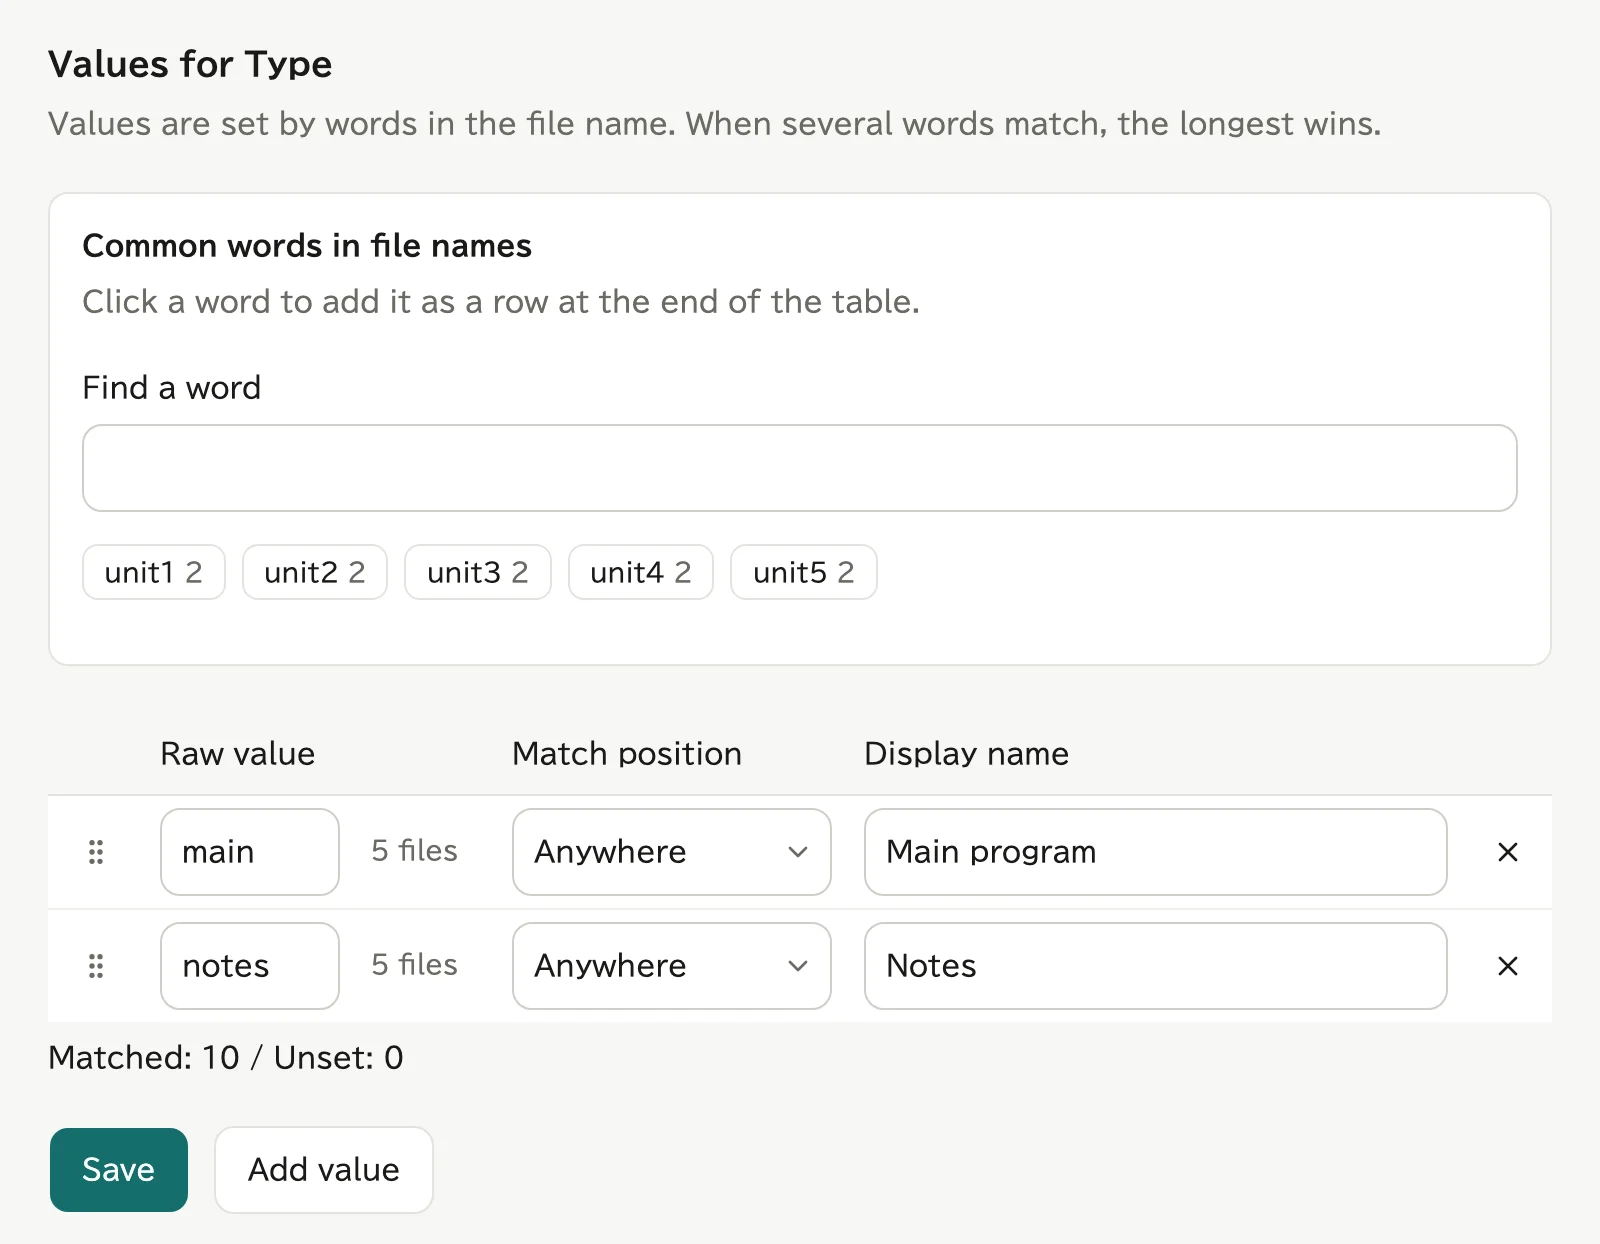 Values for Type
Values are set by words in the file name. When several words match, the longest wins.
Common words in file names
Click a word to add it as a row at the end of the table.
Find a word
unit1 2 unit2 2 unit3 2 unit4 2 unit5 2
Raw value Match position Display name
main 5 files Anywhere Main program
notes 5 files Anywhere Notes
Matched: 10 / Unset: 0
Save Add value